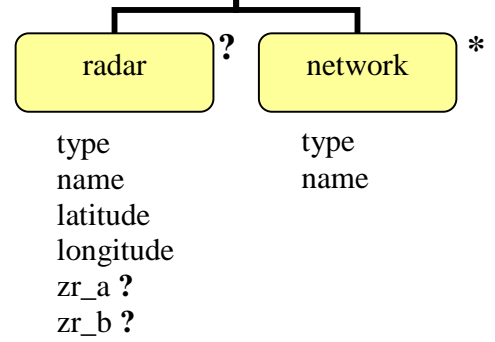 radar ?
type
name
latitude
longitude
zr_a ?
zr_b ?
network *
type
name